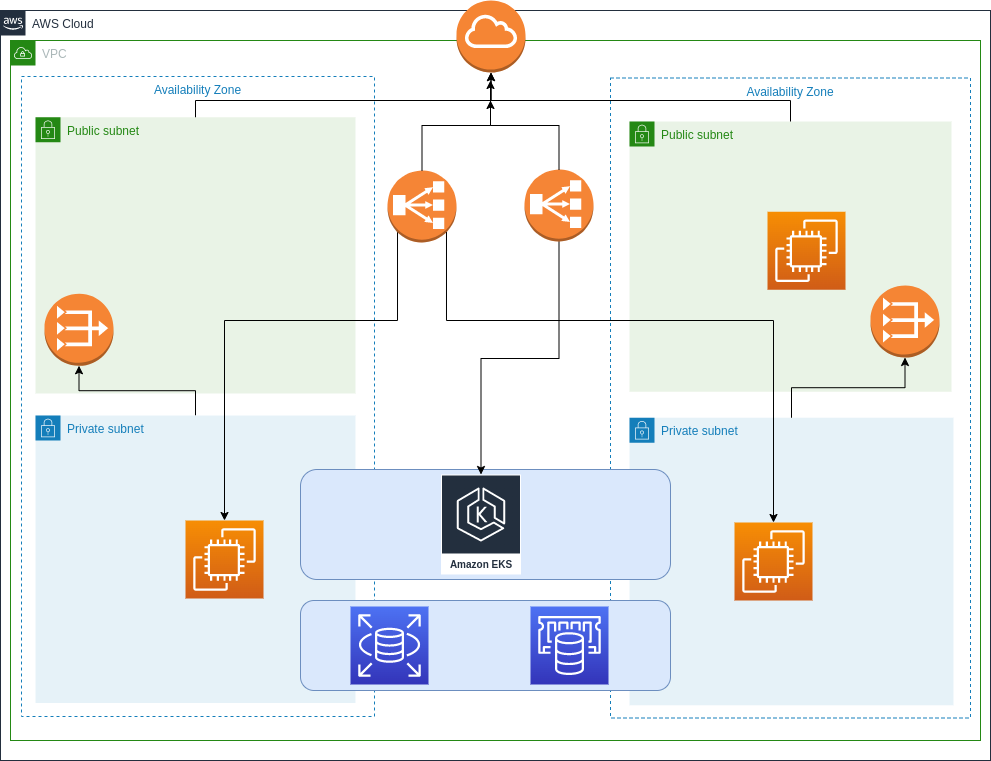 aws
AWS Cloud
VPC
Availability Zone
Availability Zone
Public subnet
Public subnet
Private subnet
Private subnet
K
Amazon EKS